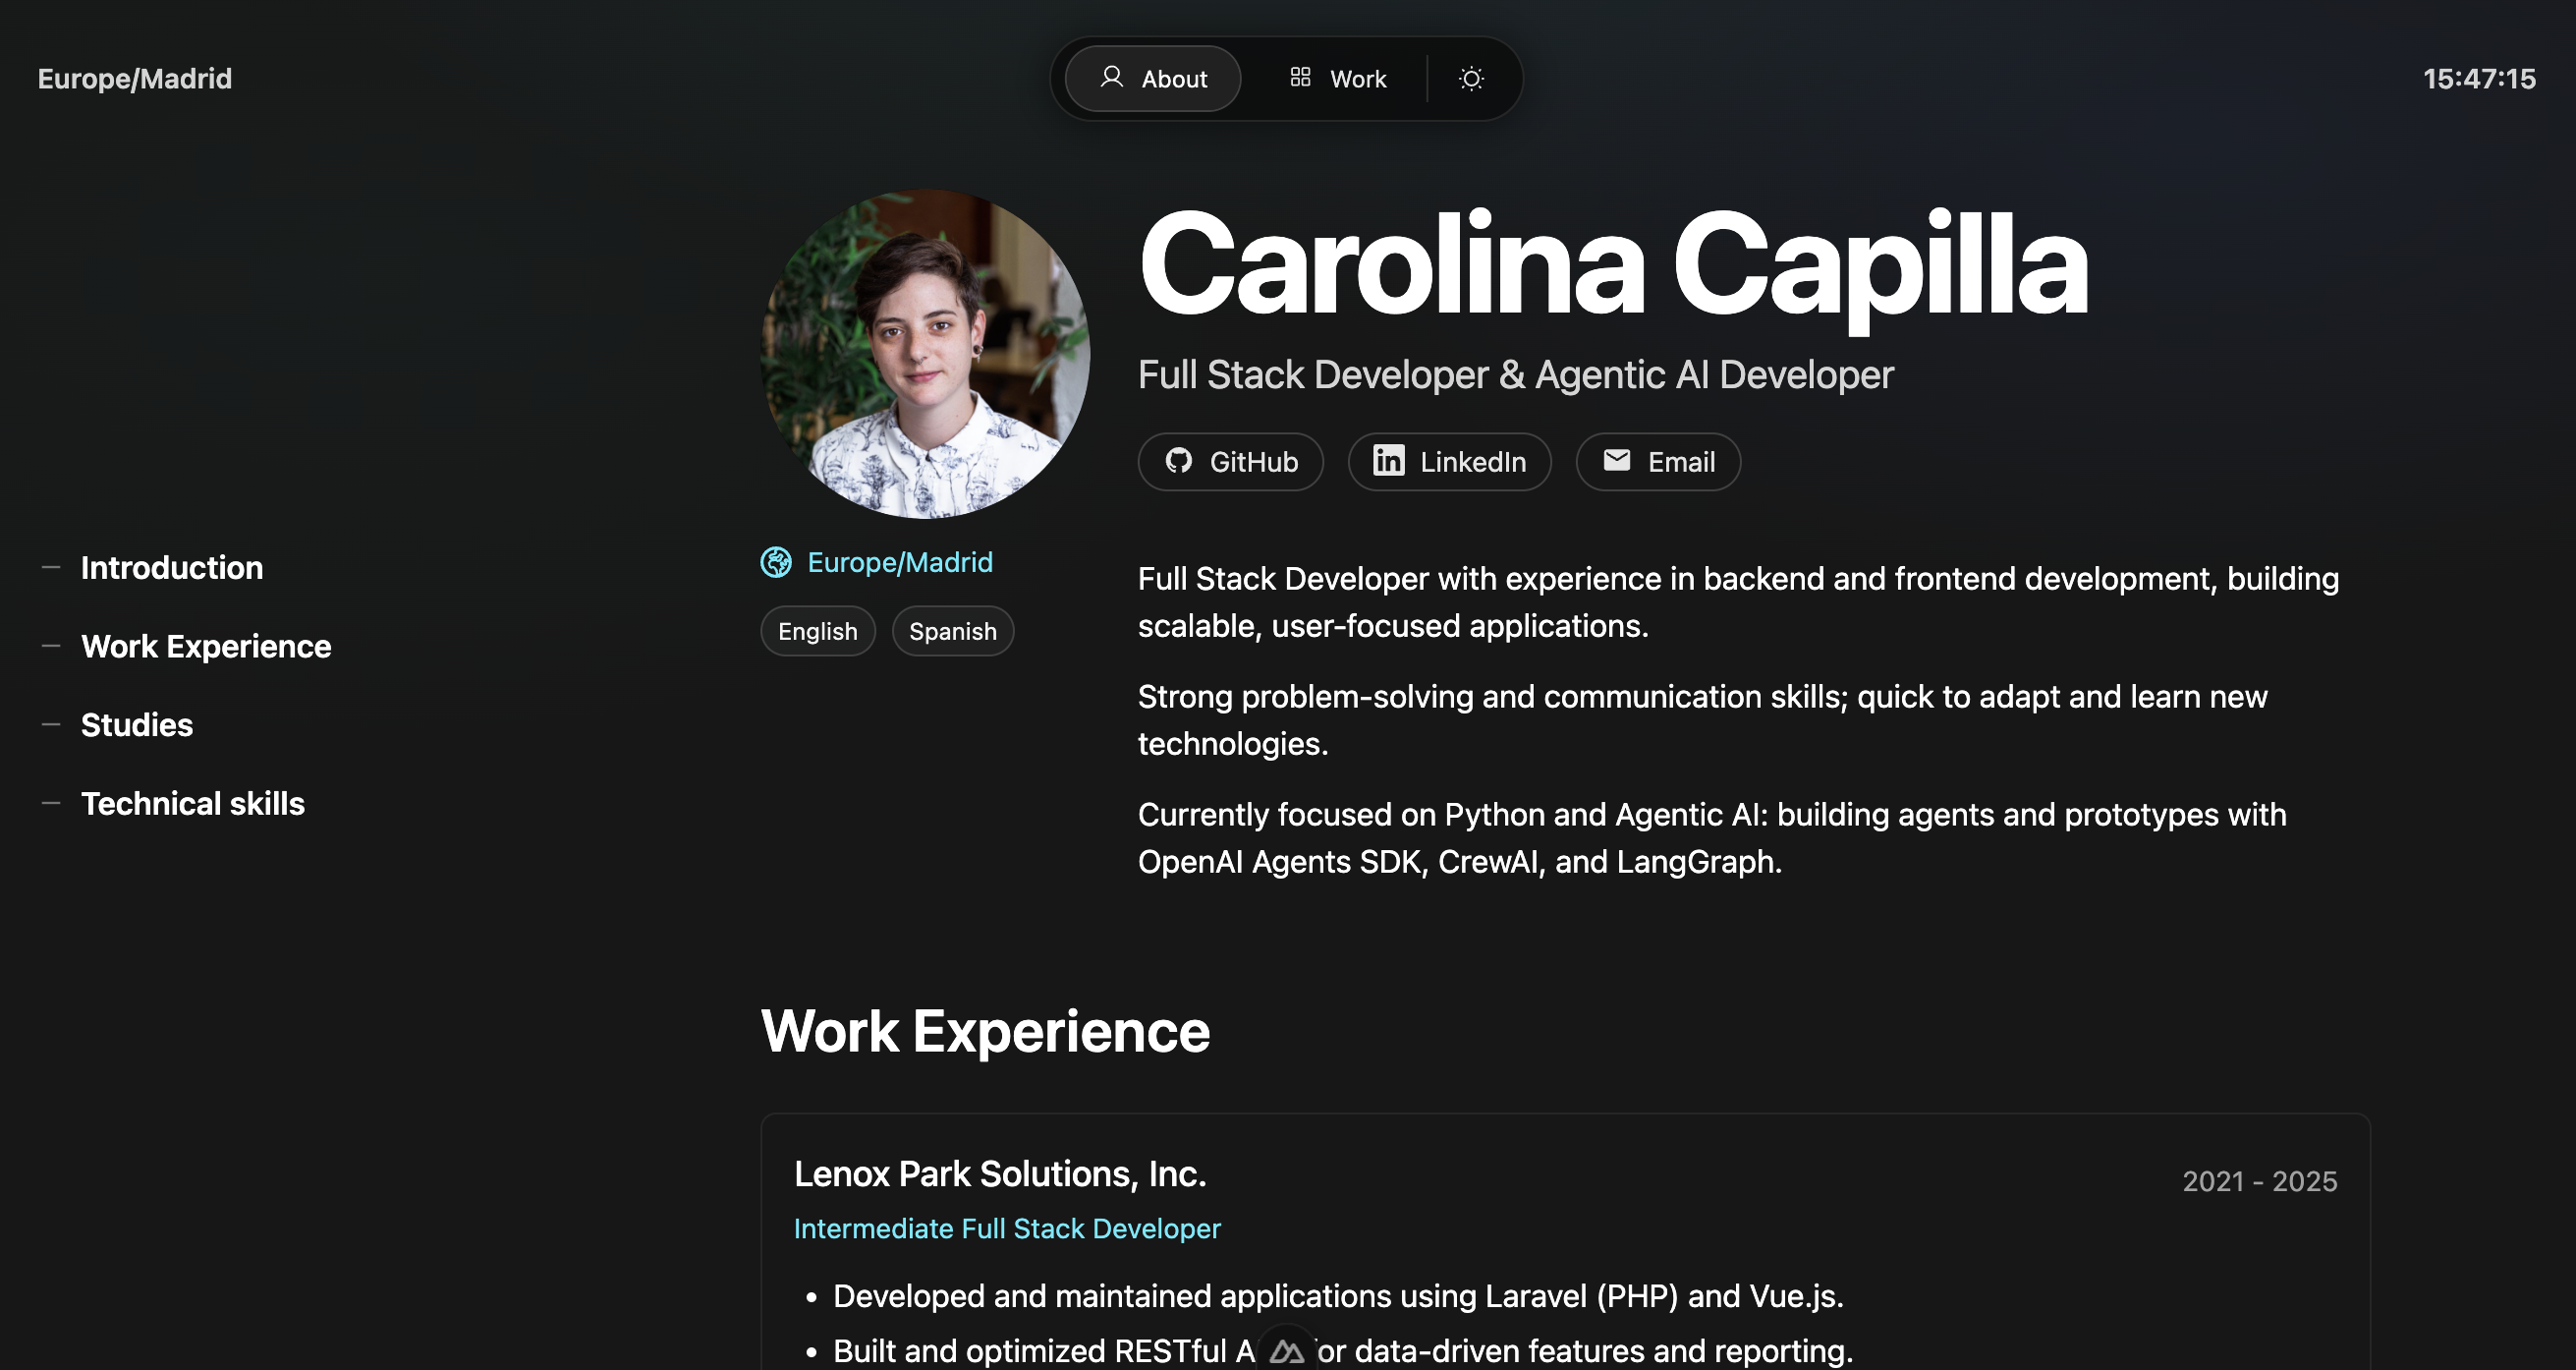 Europe/Madrid
About
Work
15:47:15
Carolina Capilla
Full Stack Developer & Agentic AI Developer
GitHub
LinkedIn
Email
Introduction
Work Experience
Studies
Technical skills
Europe/Madrid
English
Spanish
Full Stack Developer with experience in backend and frontend development, building
scalable, user-focused applications.
Strong problem-solving and communication skills; quick to adapt and learn new
technologies.
Currently focused on Python and Agentic AI: building agents and prototypes with
OpenAI Agents SDK, CrewAI, and LangGraph.
Work Experience
Lenox Park Solutions, Inc.
2021 - 2025
Intermediate Full Stack Developer
• Developed and maintained applications using Laravel (PHP) and Vue.js.
• Built and optimized RESTful A or data-driven features and reporting.